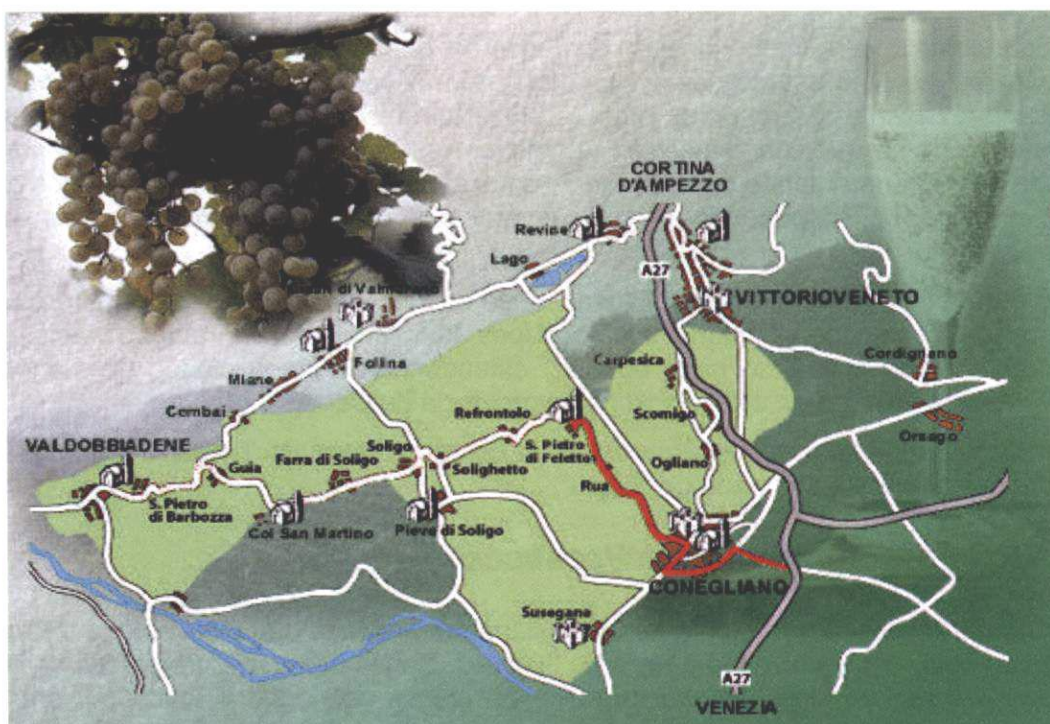 CORTINA
D'AMPEZZO
Revine
Lago
A27
VITTORIOVENETO
Follina
Carpesica
Cordignano
Miane
Combai
Refrontolo
Scomigo
Orsago
VALDOBBIADENE
Soligo
S. Pietro
di Feletto
Guia
Farra di Soligo
Solighetto
Ogliano
Rua
S. Pietro
di Barbozza
Col San Martino
Pieve di Soligo
CONEGLIANO
Susegana
A27
VENEZIA